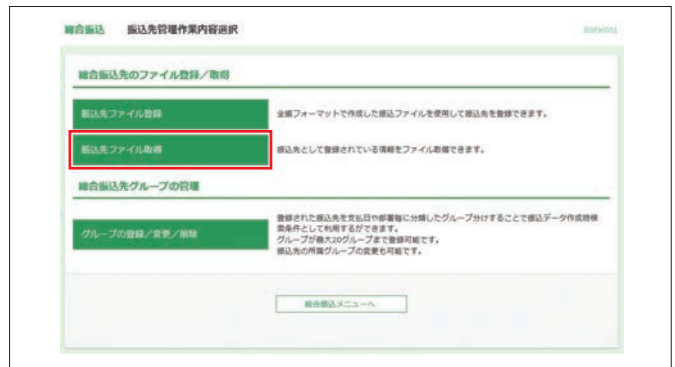 総合振込 振込先管理作業内容選択
総合振込先のファイル登録／取得
振込先ファイル登録
全銀フォーマットで作成した振込ファイルを使用して振込先を登録できます。
振込先ファイル取得
振込先として登録されている情報をファイル取得できます。
総合振込先グループの管理
グループの登録／変更／削除
登録された振込先を支払日や部署毎に分類したグループ分けすることで振込データ作成時検
索条件として利用するができます。
グループが最大20グループまで登録可能です。
振込先の所属グループの変更も可能です。
総合振込メニューへ